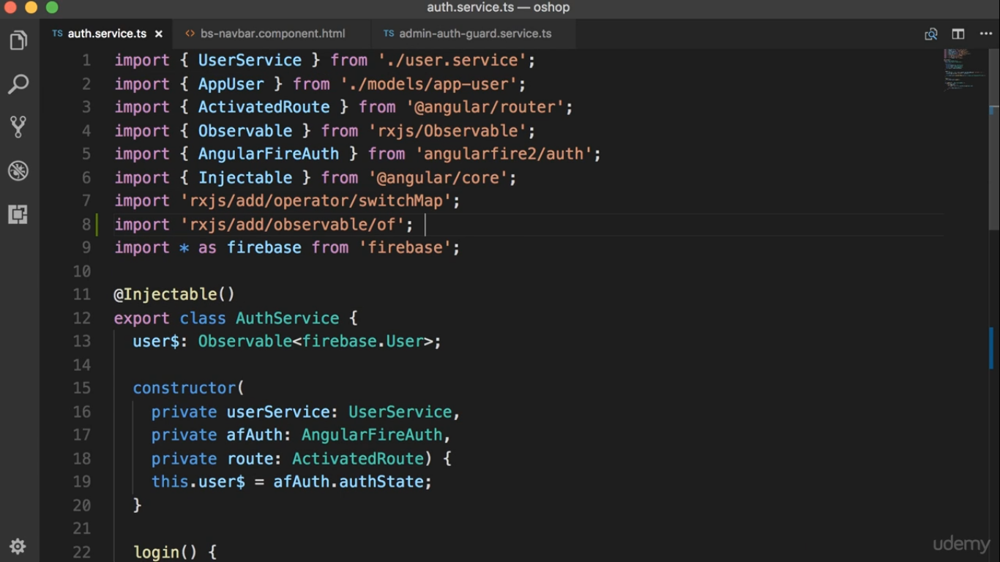 auth.service.ts — oshop
TS auth.service.ts × <> bs-navbar.component.html TS admin-auth-guard.service.ts
1 import { UserService } from './user.service';
2 import { AppUser } from './models/app-user';
3 import { ActivatedRoute } from '@angular/router';
4 import { Observable } from 'rxjs/Observable';
5 import { AngularFireAuth } from 'angularfire2/auth';
6 import { Injectable } from '@angular/core';
7 import 'rxjs/add/operator/switchMap';
8 import 'rxjs/add/observable/of';
9 import * as firebase from 'firebase';
10
11 @Injectable()
12 export class AuthService {
13 user$: Observable<firebase.User>;
14
15 constructor(
16 private userService: UserService,
17 private afAuth: AngularFireAuth,
18 private route: ActivatedRoute) {
19 this.user$ = afAuth.authState;
20 }
21
22 login() {
udemy